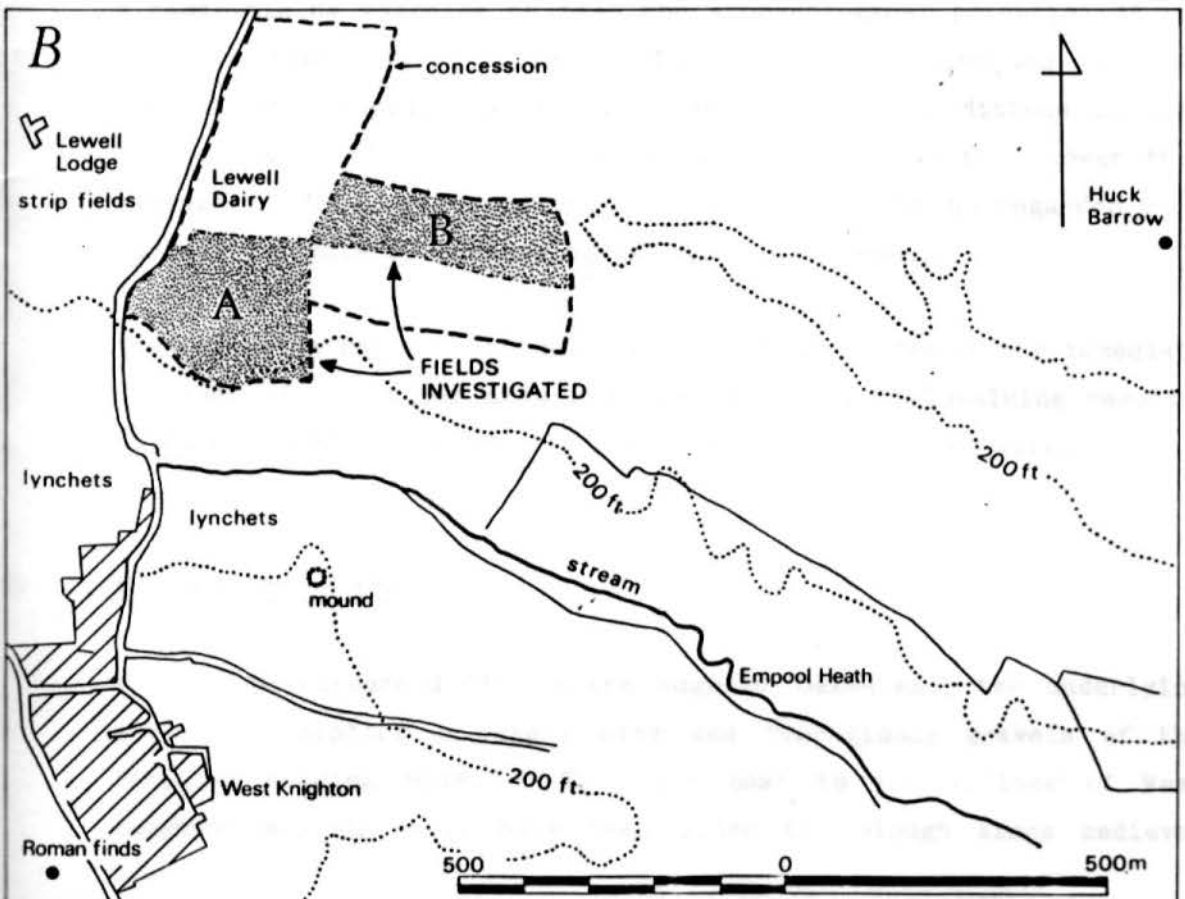 B
concession
Lewell
Lodge
strip fields
Lewell
Dairy
B
Huck
Barrow
A
FIELDS
INVESTIGATED
200 ft
200 ft
lynchets
lynchets
stream
mound
Empool Heath
200 ft
West Knighton
Roman finds
500 0 500m